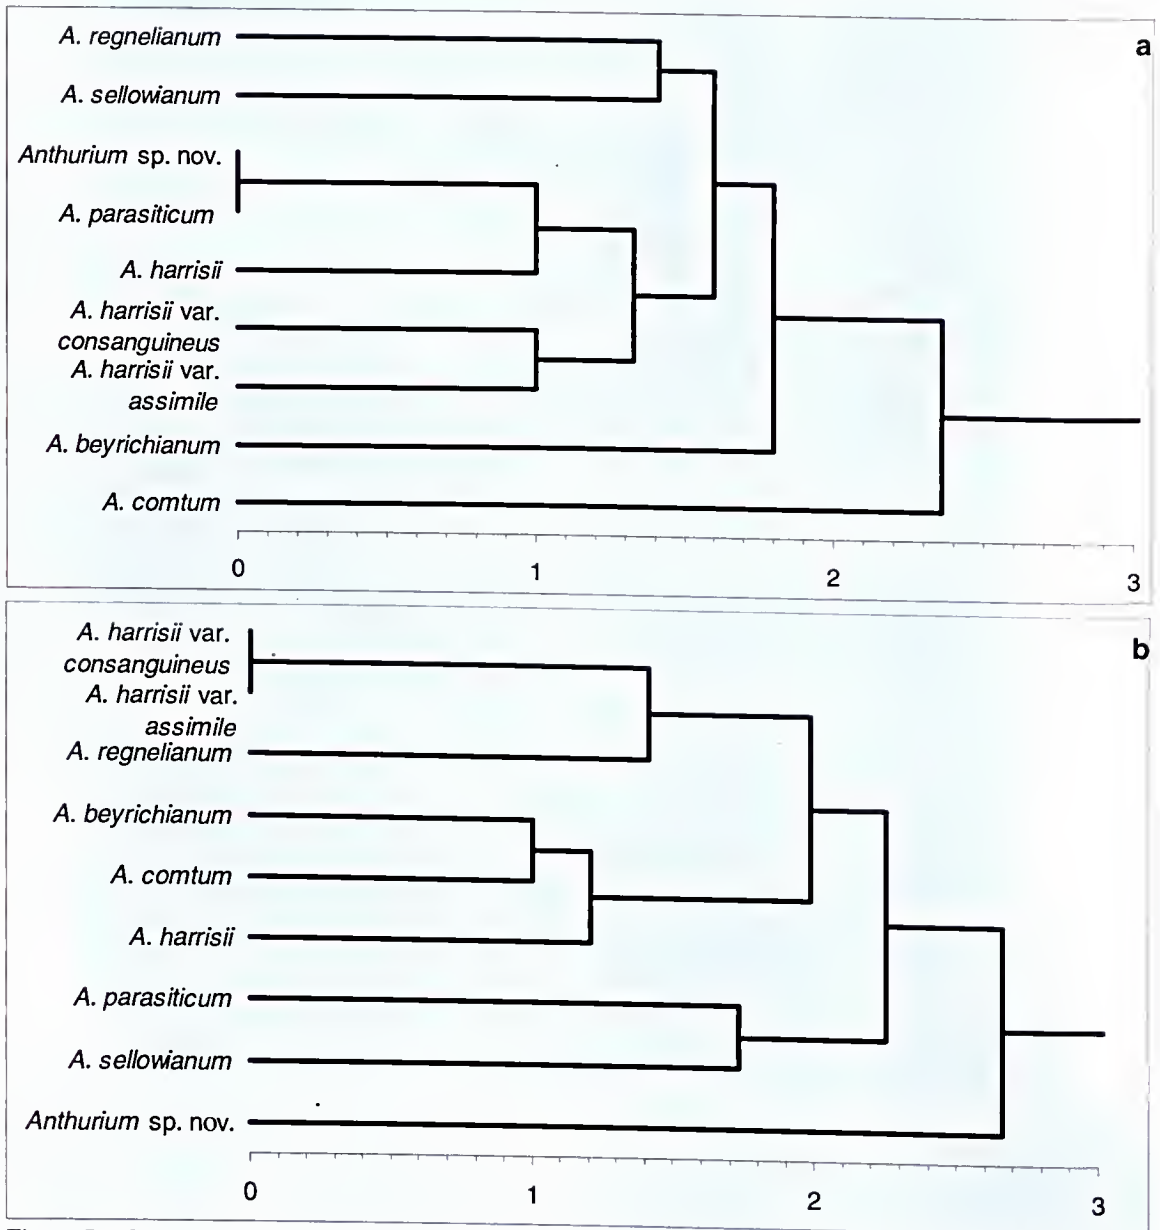 a
A. regnelianum
A. sellowianum
Anthurium sp. nov.
A. parasiticum
A. harrisii
A. harrisii var.
consanguineus
A. harrisii var.
assimile
A. beyrichianum
A. comtum
0 1 2 3
b
A. harrisii var.
consanguineus
A. harrisii var.
assimile
A. regnelianum
A. beyrichianum
A. comtum
A. harrisii
A. parasiticum
A. sellowianum
Anthurium sp. nov.
0 1 2 3